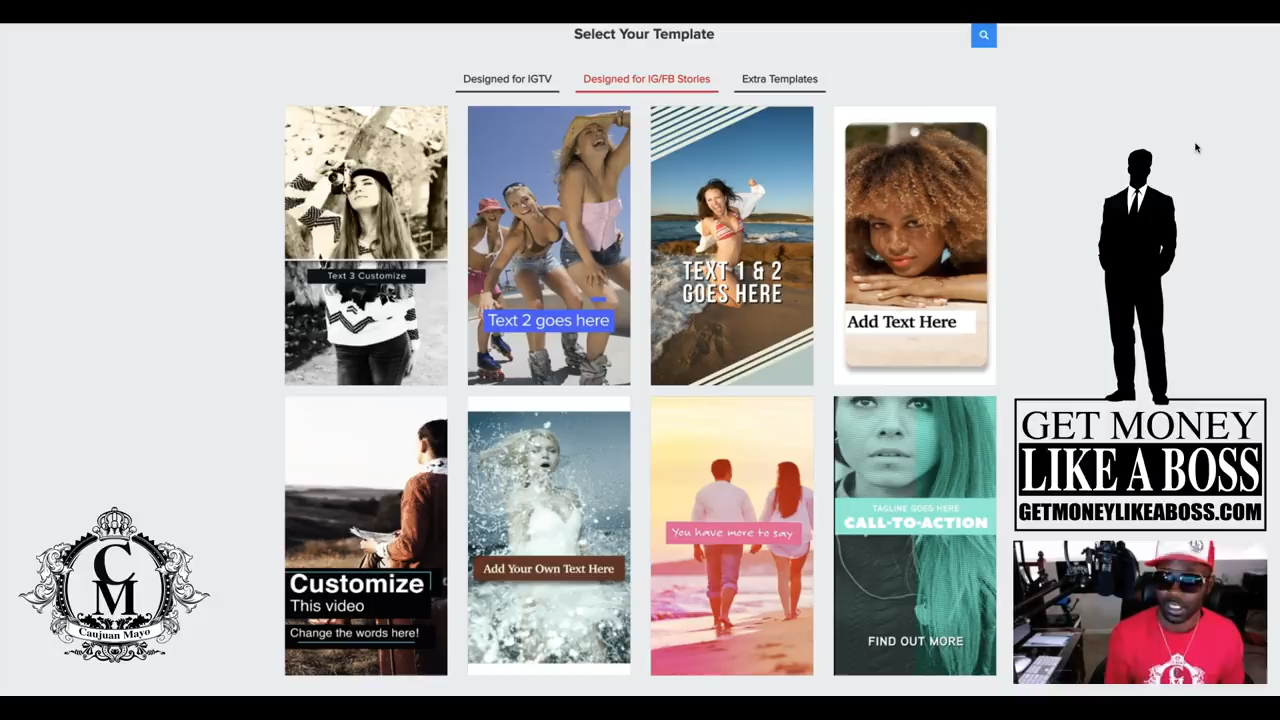 Select Your Template
Designed for IGTV
Designed for IG/FB Stories
Extra Templates
Text 3 Customize
Text 2 goes here
TEXT 1 & 2
GOES HERE
Add Text Here
Customize
This video
Change the words here!
Add Your Own Text Here
You have more to say
TAGLINE GOES HERE
CALL-TO-ACTION
FIND OUT MORE
GET MONEY
LIKE A BOSS
GETMONEYLIKEABOSS.COM
C
M
Caujuan Mayo